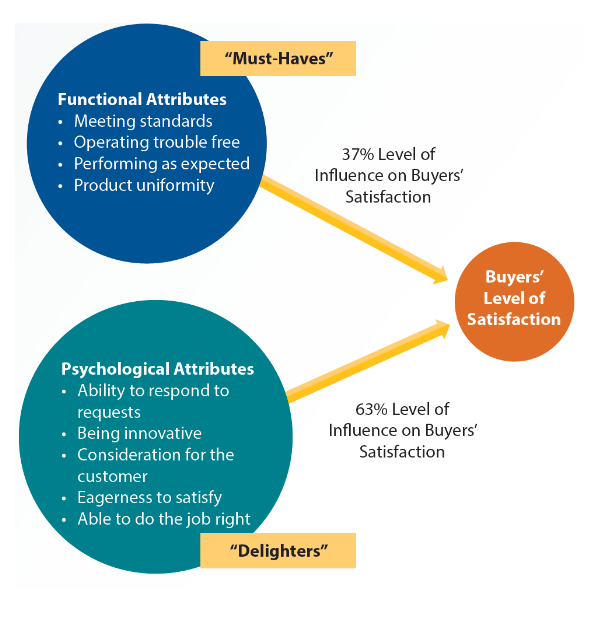 “Must-Haves”
Functional Attributes
• Meeting standards
• Operating trouble free
• Performing as expected
• Product uniformity
37% Level of
Influence on Buyers’
Satisfaction
Buyers’
Level of
Satisfaction
Psychological Attributes
• Ability to respond to
requests
• Being innovative
• Consideration for the
customer
• Eagerness to satisfy
• Able to do the job right
63% Level of
Influence on Buyers’
Satisfaction
“Delighters”